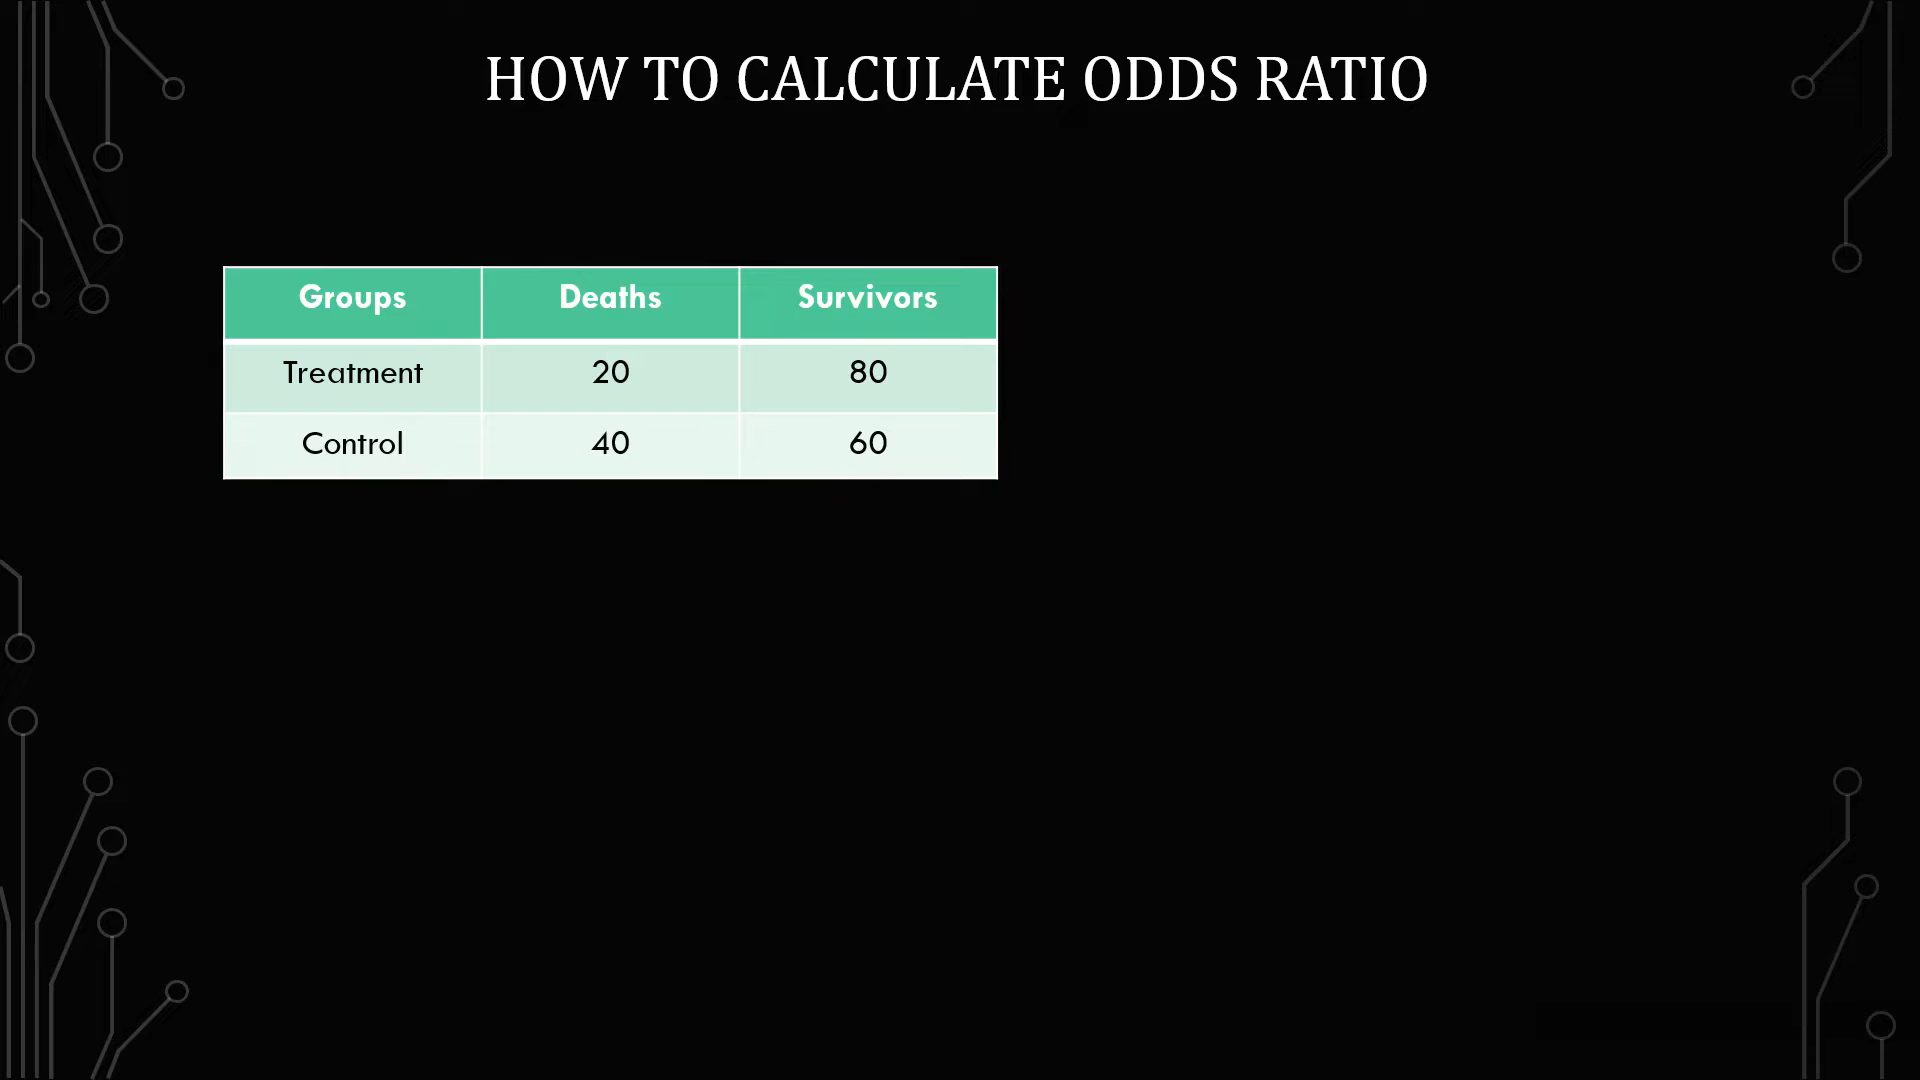 HOW TO CALCULATE ODDS RATIO
Groups Deaths Survivors
Treatment 20 80
Control 40 60